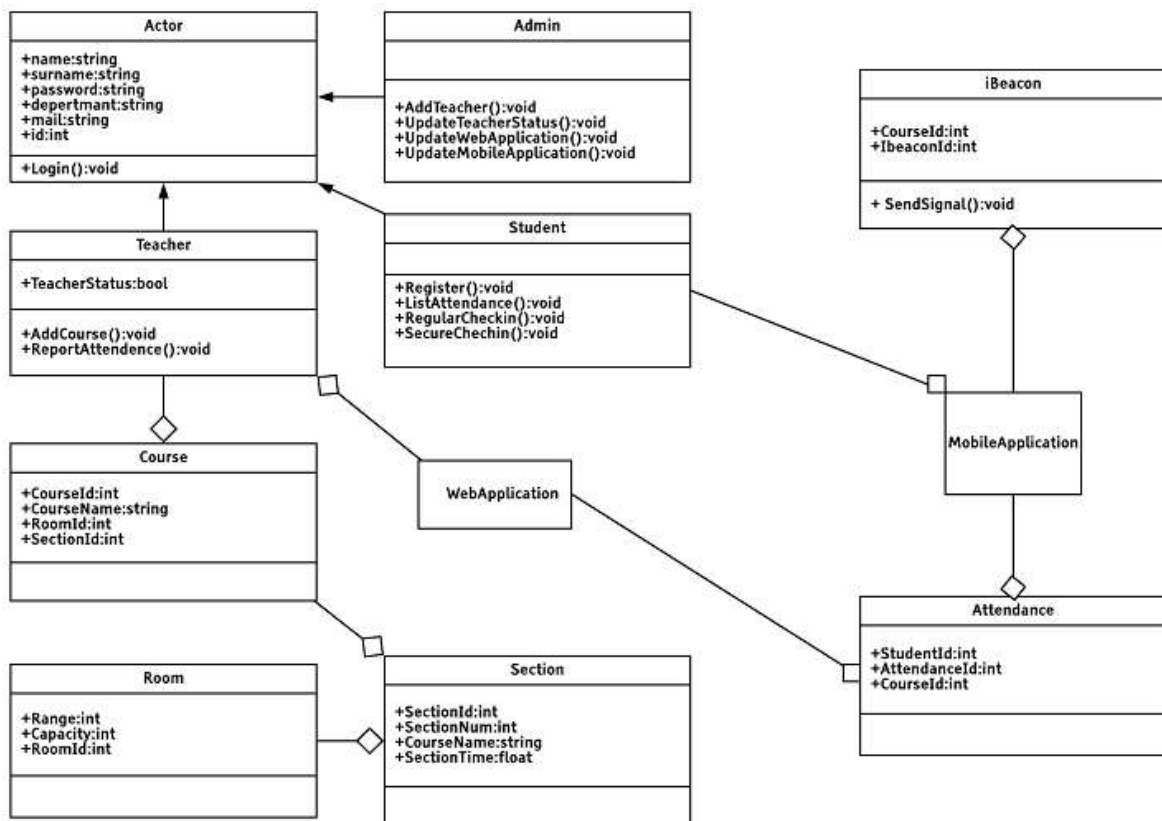 Actor
+name:string
+surname:string
+password:string
+depertmant:string
+mail:string
+id:int
+Login():void
Admin
+AddTeacher():void
+UpdateTeacherStatus():void
+UpdateWebApplication():void
+UpdateMobileApplication():void
iBeacon
+CourseId:int
+IbeaconId:int
+ SendSignal():void
Teacher
+TeacherStatus:bool
+AddCourse():void
+ReportAttendence():void
Student
+Register():void
+ListAttendance():void
+RegularCheckin():void
+SecureChechin():void
Course
+CourseId:int
+CourseName:string
+RoomId:int
+SectionId:int
WebApplication
MobileApplication
Attendance
+StudentId:int
+AttendanceId:int
+CourseId:int
Room
+Range:int
+Capacity:int
+RoomId:int
Section
+SectionId:int
+SectionNum:int
+CourseName:string
+SectionTime:float